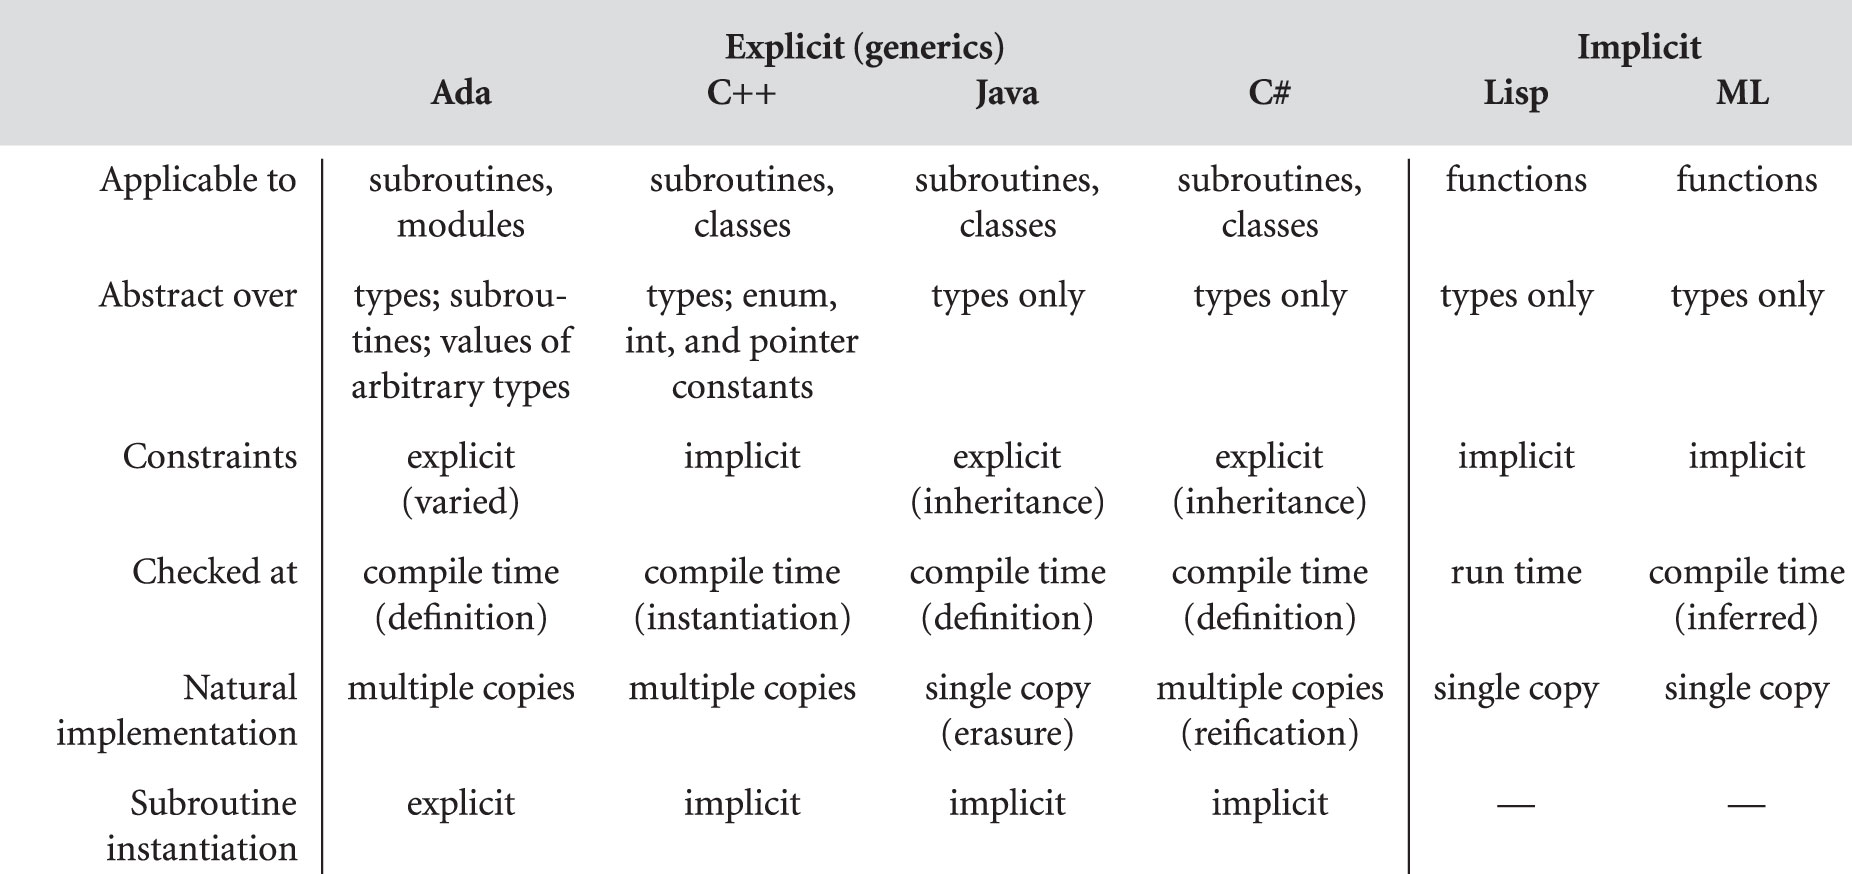 Explicit (generics) Implicit
Ada C++ Java C# Lisp ML
Applicable to subroutines, subroutines, subroutines, subroutines, functions functions
modules classes classes classes
Abstract over types; subrou- types; enum, types only types only types only types only
tines; values of int, and pointer
arbitrary types constants
Constraints explicit implicit explicit explicit implicit implicit
(varied) (inheritance) (inheritance)
Checked at compile time compile time compile time compile time run time compile time
(definition) (instantiation) (definition) (definition) (inferred)
Natural multiple copies multiple copies single copy multiple copies single copy single copy
implementation (erasure) (reification)
Subroutine explicit implicit implicit implicit — —
instantiation